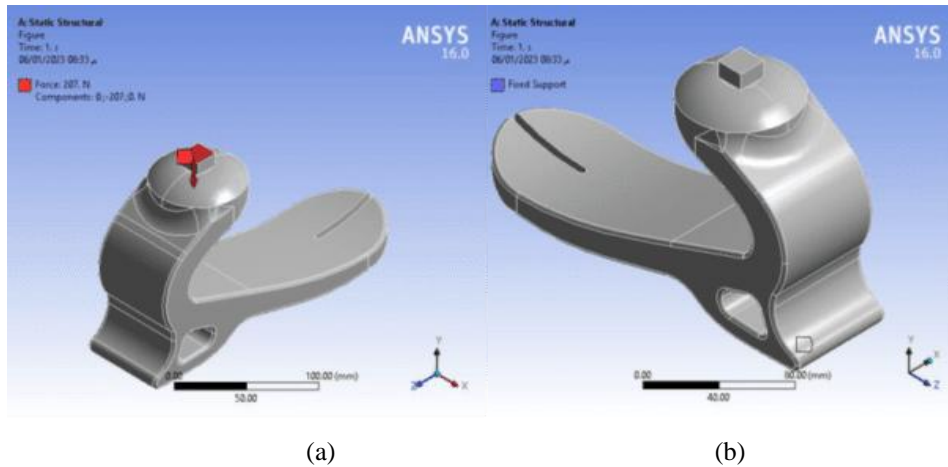 A: Static Structural
Figure
Time: 1. s
06/01/2023 08:33 م
Force: 207. N
Components: 0.;-207.;0. N
ANSYS
16.0
0.00
100.00 (mm)
50.00
Y
Z
X
A: Static Structural
Figure
Time: 1. s
06/01/2023 08:33 م
Fixed Support
ANSYS
16.0
0.00
80.00 (mm)
40.00
Y
X
Z
(a)
(b)